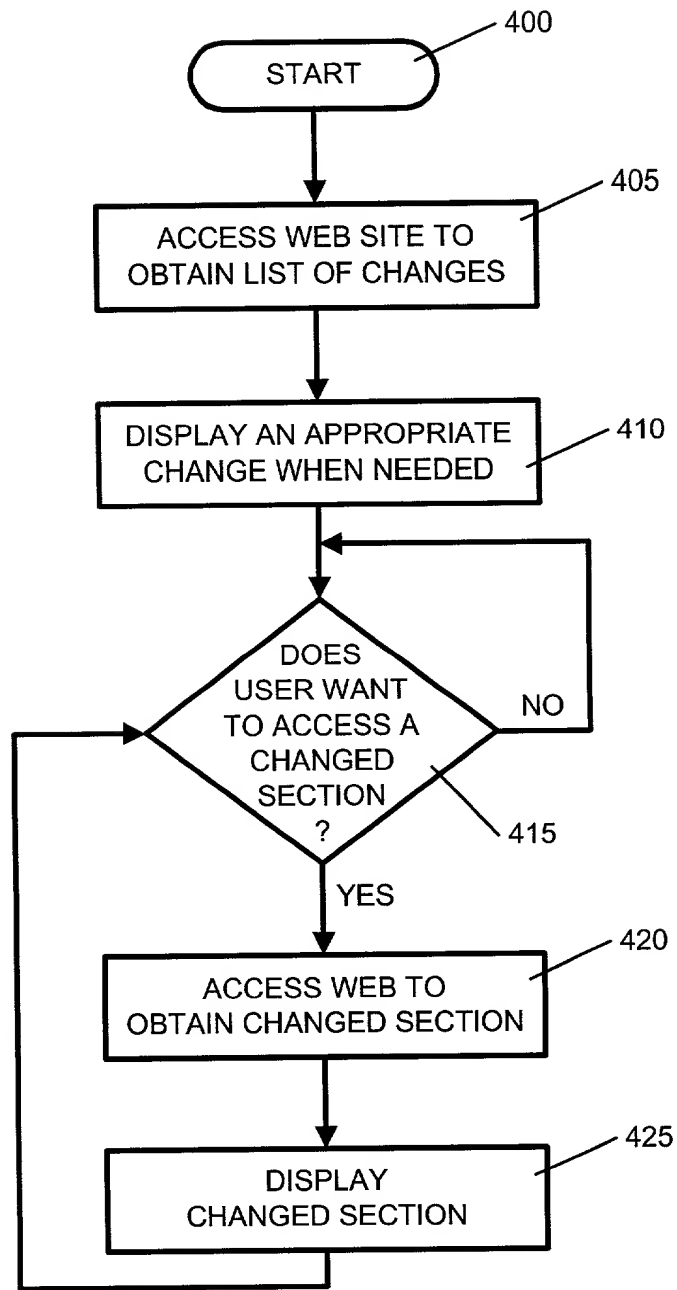 400
START
405
ACCESS WEB SITE TO
OBTAIN LIST OF CHANGES
410
DISPLAY AN APPROPRIATE
CHANGE WHEN NEEDED
DOES
USER WANT
TO ACCESS A
CHANGED
SECTION
?
NO
415
YES
420
ACCESS WEB TO
OBTAIN CHANGED SECTION
425
DISPLAY
CHANGED SECTION